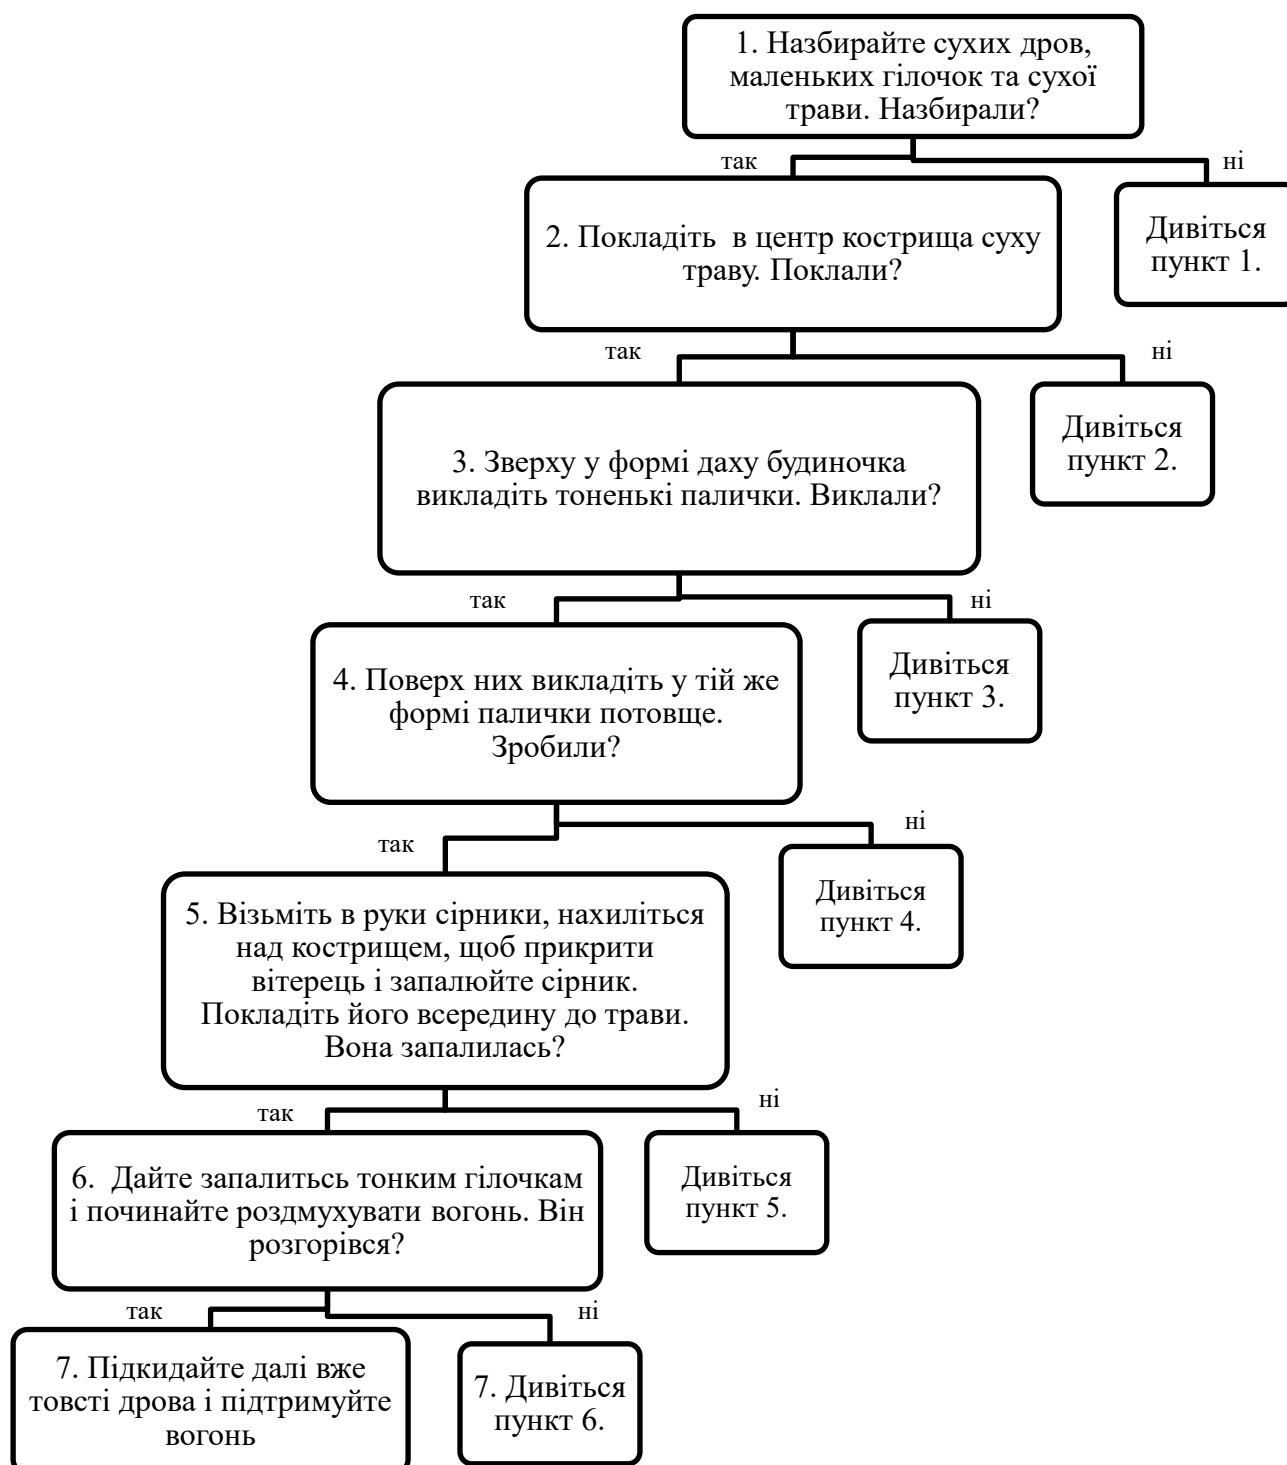 1. Назбирайте сухих дров,
маленьких гілочок та сухої
трави. Назбирали?
так
ні
2. Покладіть в центр кострища суху
траву. Поклали?
Дивіться
пункт 1.
так
ні
3. Зверху у формі даху будиночка
викладіть тоненькі палички. Виклали?
Дивіться
пункт 2.
так
ні
4. Поверх них викладіть у тій же
формі палички потовще.
Зробили?
Дивіться
пункт 3.
так
ні
5. Візьміть в руки сірники, нахиліться
над кострищем, щоб прикрити
вітерець і запалюйте сірник.
Покладіть його всередину до трави.
Вона запалилась?
Дивіться
пункт 4.
так
ні
6. Дайте запалитьсь тонким гілочкам
і починайте роздмухувати вогонь. Він
розгорівся?
Дивіться
пункт 5.
так
ні
7. Підкидайте далі вже
товсті дрова і підтримуйте
вогонь
7. Дивіться
пункт 6.